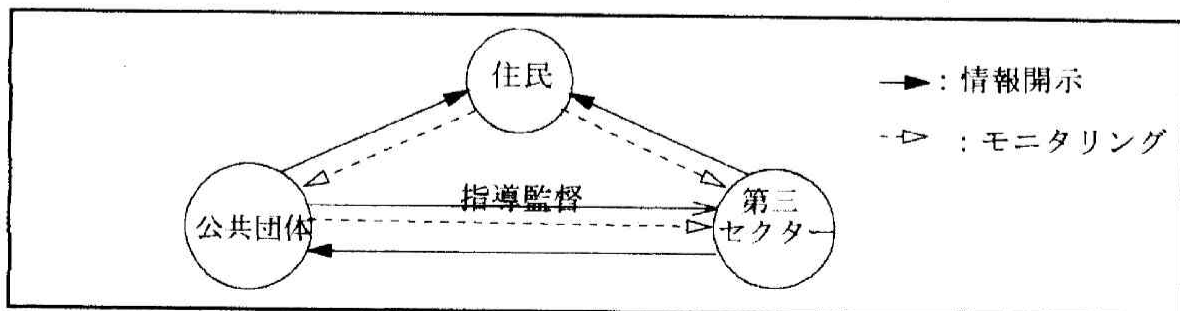 住民
→ : 情報開示
--▷ : モニタリング
指導監督
公共団体
第三
セクター